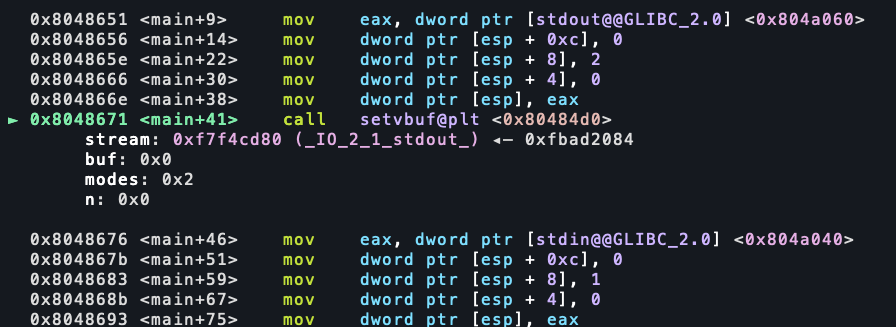 0x8048651 <main+9>      mov    eax, dword ptr [stdout@@GLIBC_2.0] <0x804a060>
0x8048656 <main+14>     mov    dword ptr [esp + 0xc], 0
0x804865e <main+22>     mov    dword ptr [esp + 8], 2
0x8048666 <main+30>     mov    dword ptr [esp + 4], 0
0x804866e <main+38>     mov    dword ptr [esp], eax
► 0x8048671 <main+41>     call   setvbuf@plt <0x80484d0>
stream: 0xf7f4cd80 (_IO_2_1_stdout_) ◂— 0xfbad2084
buf: 0x0
modes: 0x2
n: 0x0
0x8048676 <main+46>     mov    eax, dword ptr [stdin@@GLIBC_2.0] <0x804a040>
0x804867b <main+51>     mov    dword ptr [esp + 0xc], 0
0x8048683 <main+59>     mov    dword ptr [esp + 8], 1
0x804868b <main+67>     mov    dword ptr [esp + 4], 0
0x8048693 <main+75>     mov    dword ptr [esp], eax